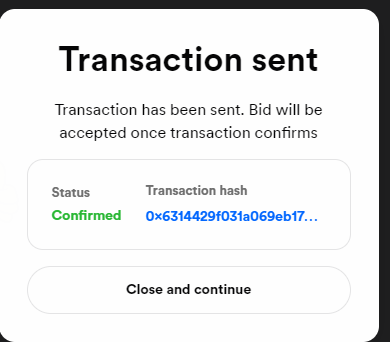 Transaction sent
Transaction has been sent. Bid will be
accepted once transaction confirms
Status
Transaction hash
Confirmed
0x6314429f031a069eb17...
Close and continue